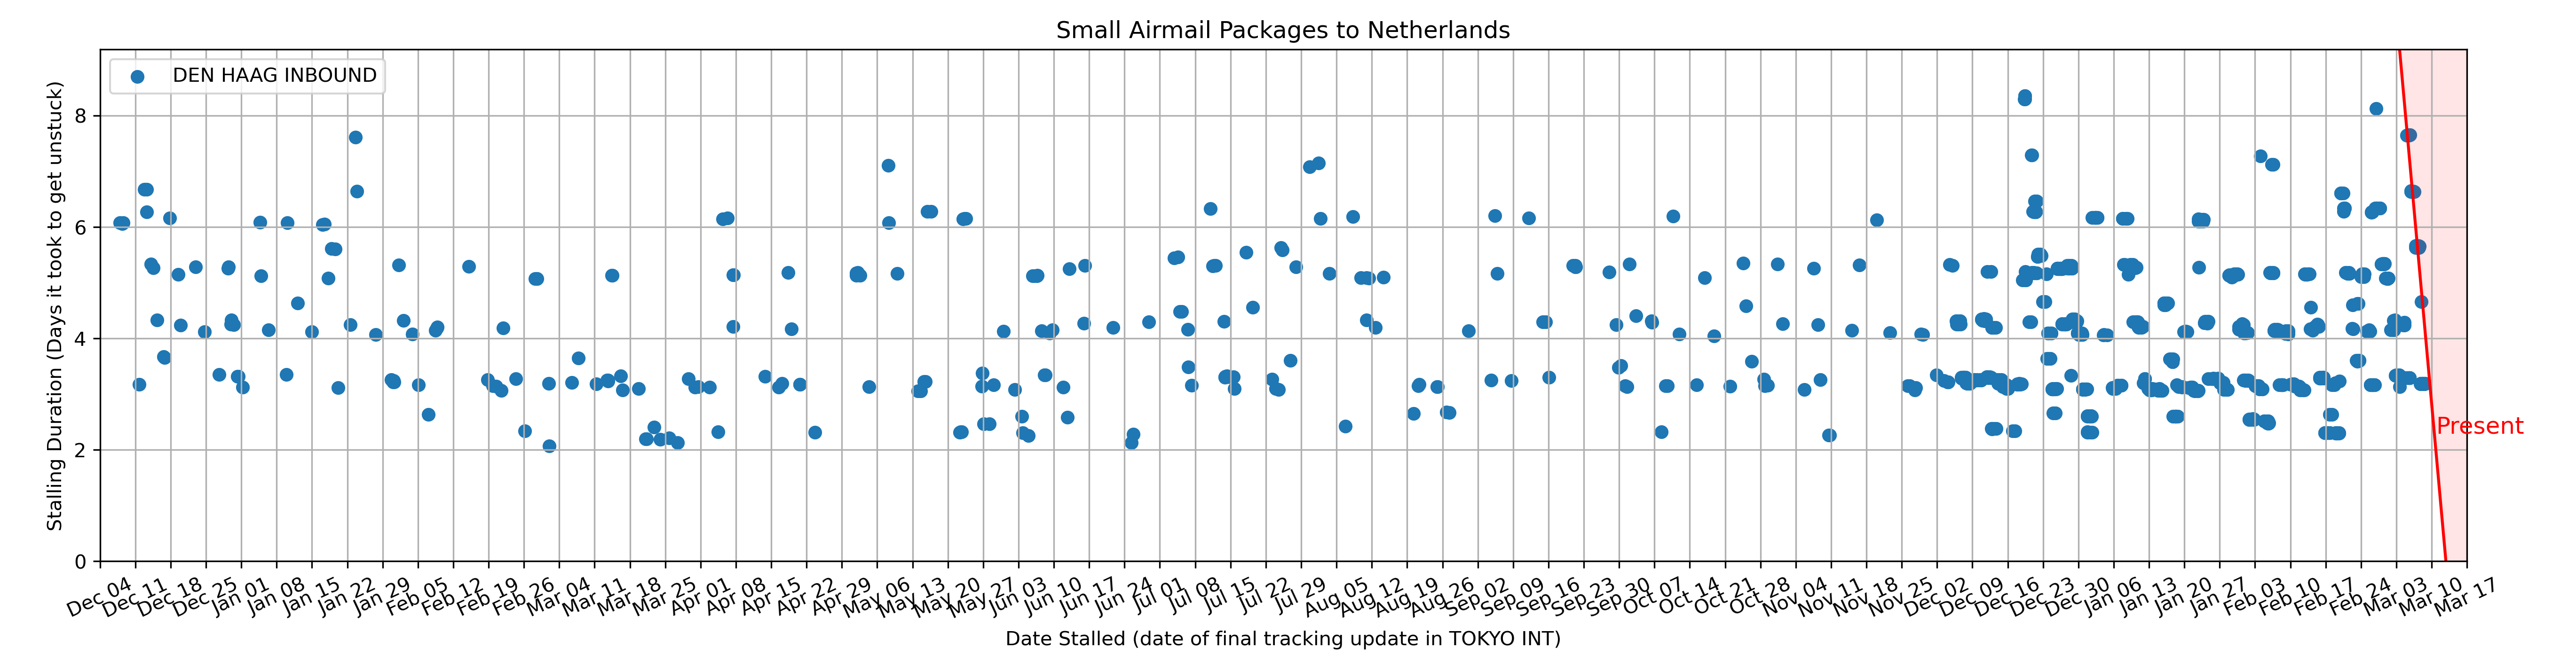 Small Airmail Packages to Netherlands
DEN HAAG INBOUND
Stalling Duration (Days it took to get unstuck)
8
6
4
2
0
Present
Dec 04 Dec 11 Dec 18 Dec 25 Jan 01 Jan 08 Jan 15 Jan 22 Jan 29 Feb 05 Feb 12 Feb 19 Feb 26 Mar 04 Mar 11 Mar 18 Mar 25 Apr 01 Apr 08 Apr 15 Apr 22 Apr 29 May 06 May 13 May 20 May 27 Jun 03 Jun 10 Jun 17 Jun 24 Jul 01 Jul 08 Jul 15 Jul 22 Jul 29 Aug 05 Aug 12 Aug 19 Aug 26 Sep 02 Sep 09 Sep 16 Sep 23 Sep 30 Oct 07 Oct 14 Oct 21 Oct 28 Nov 04 Nov 11 Nov 18 Nov 25 Dec 02 Dec 09 Dec 16 Dec 23 Dec 30 Jan 06 Jan 13 Jan 20 Jan 27 Feb 03 Feb 10 Feb 17 Feb 24 Mar 03 Mar 10 Mar 17
Date Stalled (date of final tracking update in TOKYO INT)